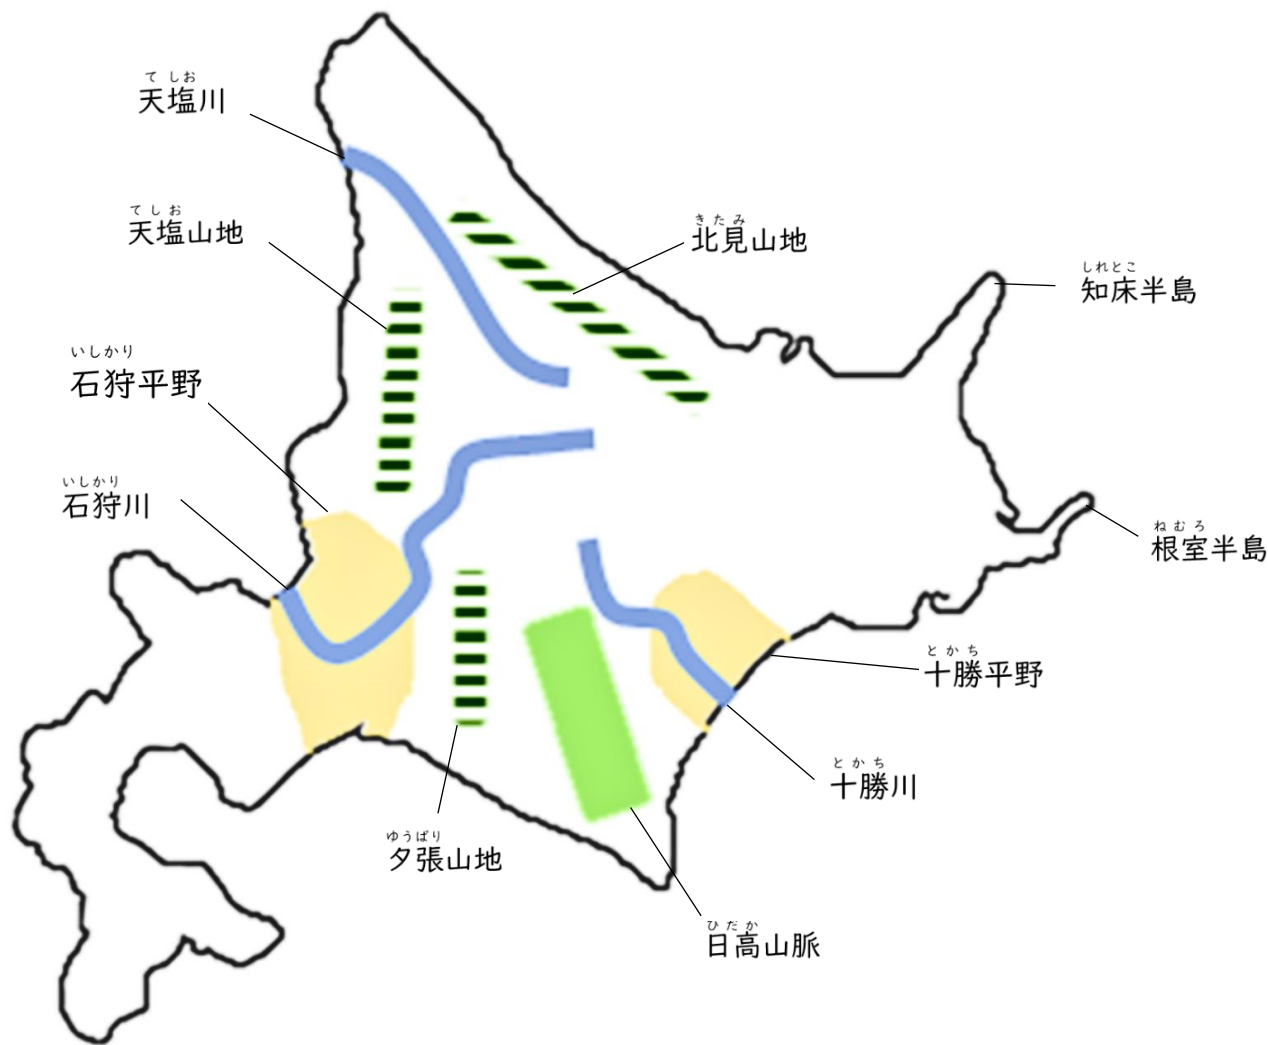 てしお
天塩川
てしお
天塩山地
きたみ
北見山地
しれとこ
知床半島
いしかり
石狩平野
いしかり
石狩川
ねむろ
根室半島
とかち
十勝平野
とかち
十勝川
ゆうばり
夕張山地
ひだか
日高山脈